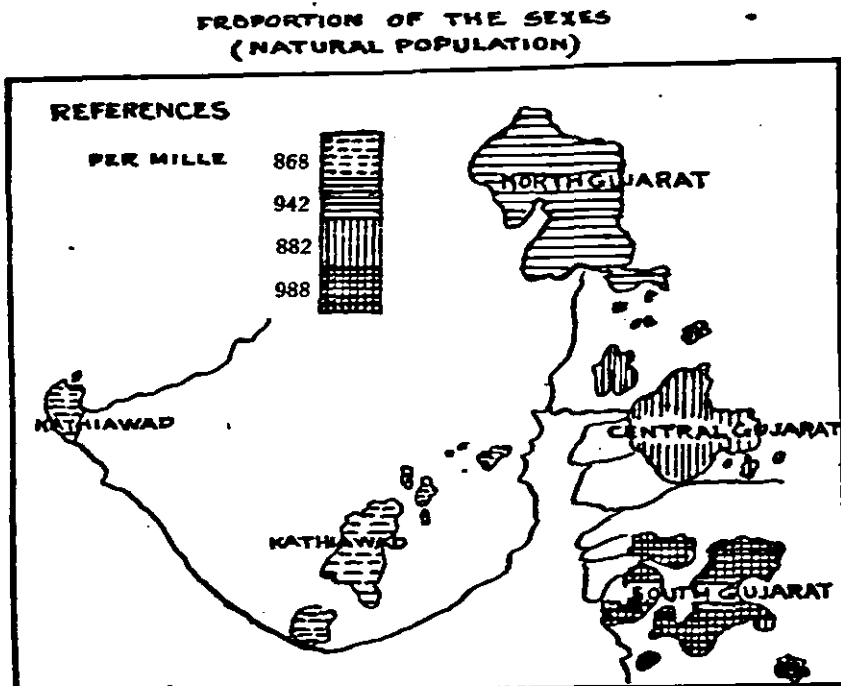 PROPORTION OF THE SEXES
(NATURAL POPULATION)
REFERENCES
PER MILLE
868
942
882
988
NORTH GUJARAT
KATHIAWAD
CENTRAL GUJARAT
KATHIAWAD
SOUTH GUJARAT